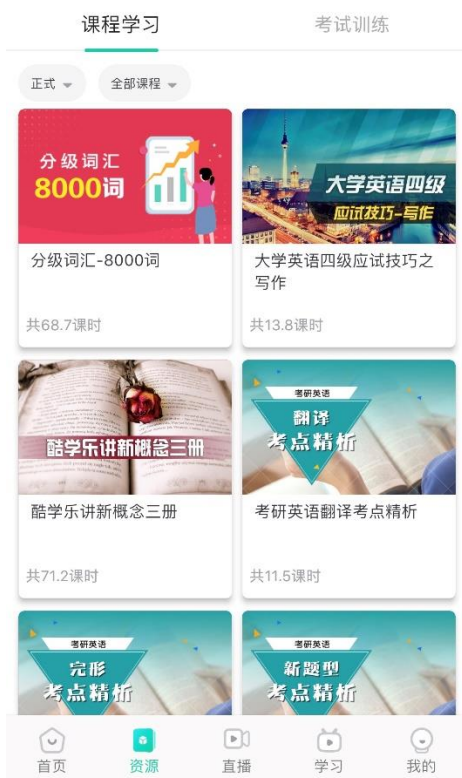 课程学习
考试训练
正式
全部课程
分级词汇
8000词
大学英语四级
应试技巧-写作
分级词汇-8000词
大学英语四级应试技巧之
写作
共68.7课时
共13.8课时
酷学乐讲新概念三册
考研英语
翻译
考点精析
酷学乐讲新概念三册
考研英语翻译考点精析
共71.2课时
共11.5课时
考研英语
完形
考点精析
考研英语
新题型
考点精析
首页
资源
直播
学习
我的